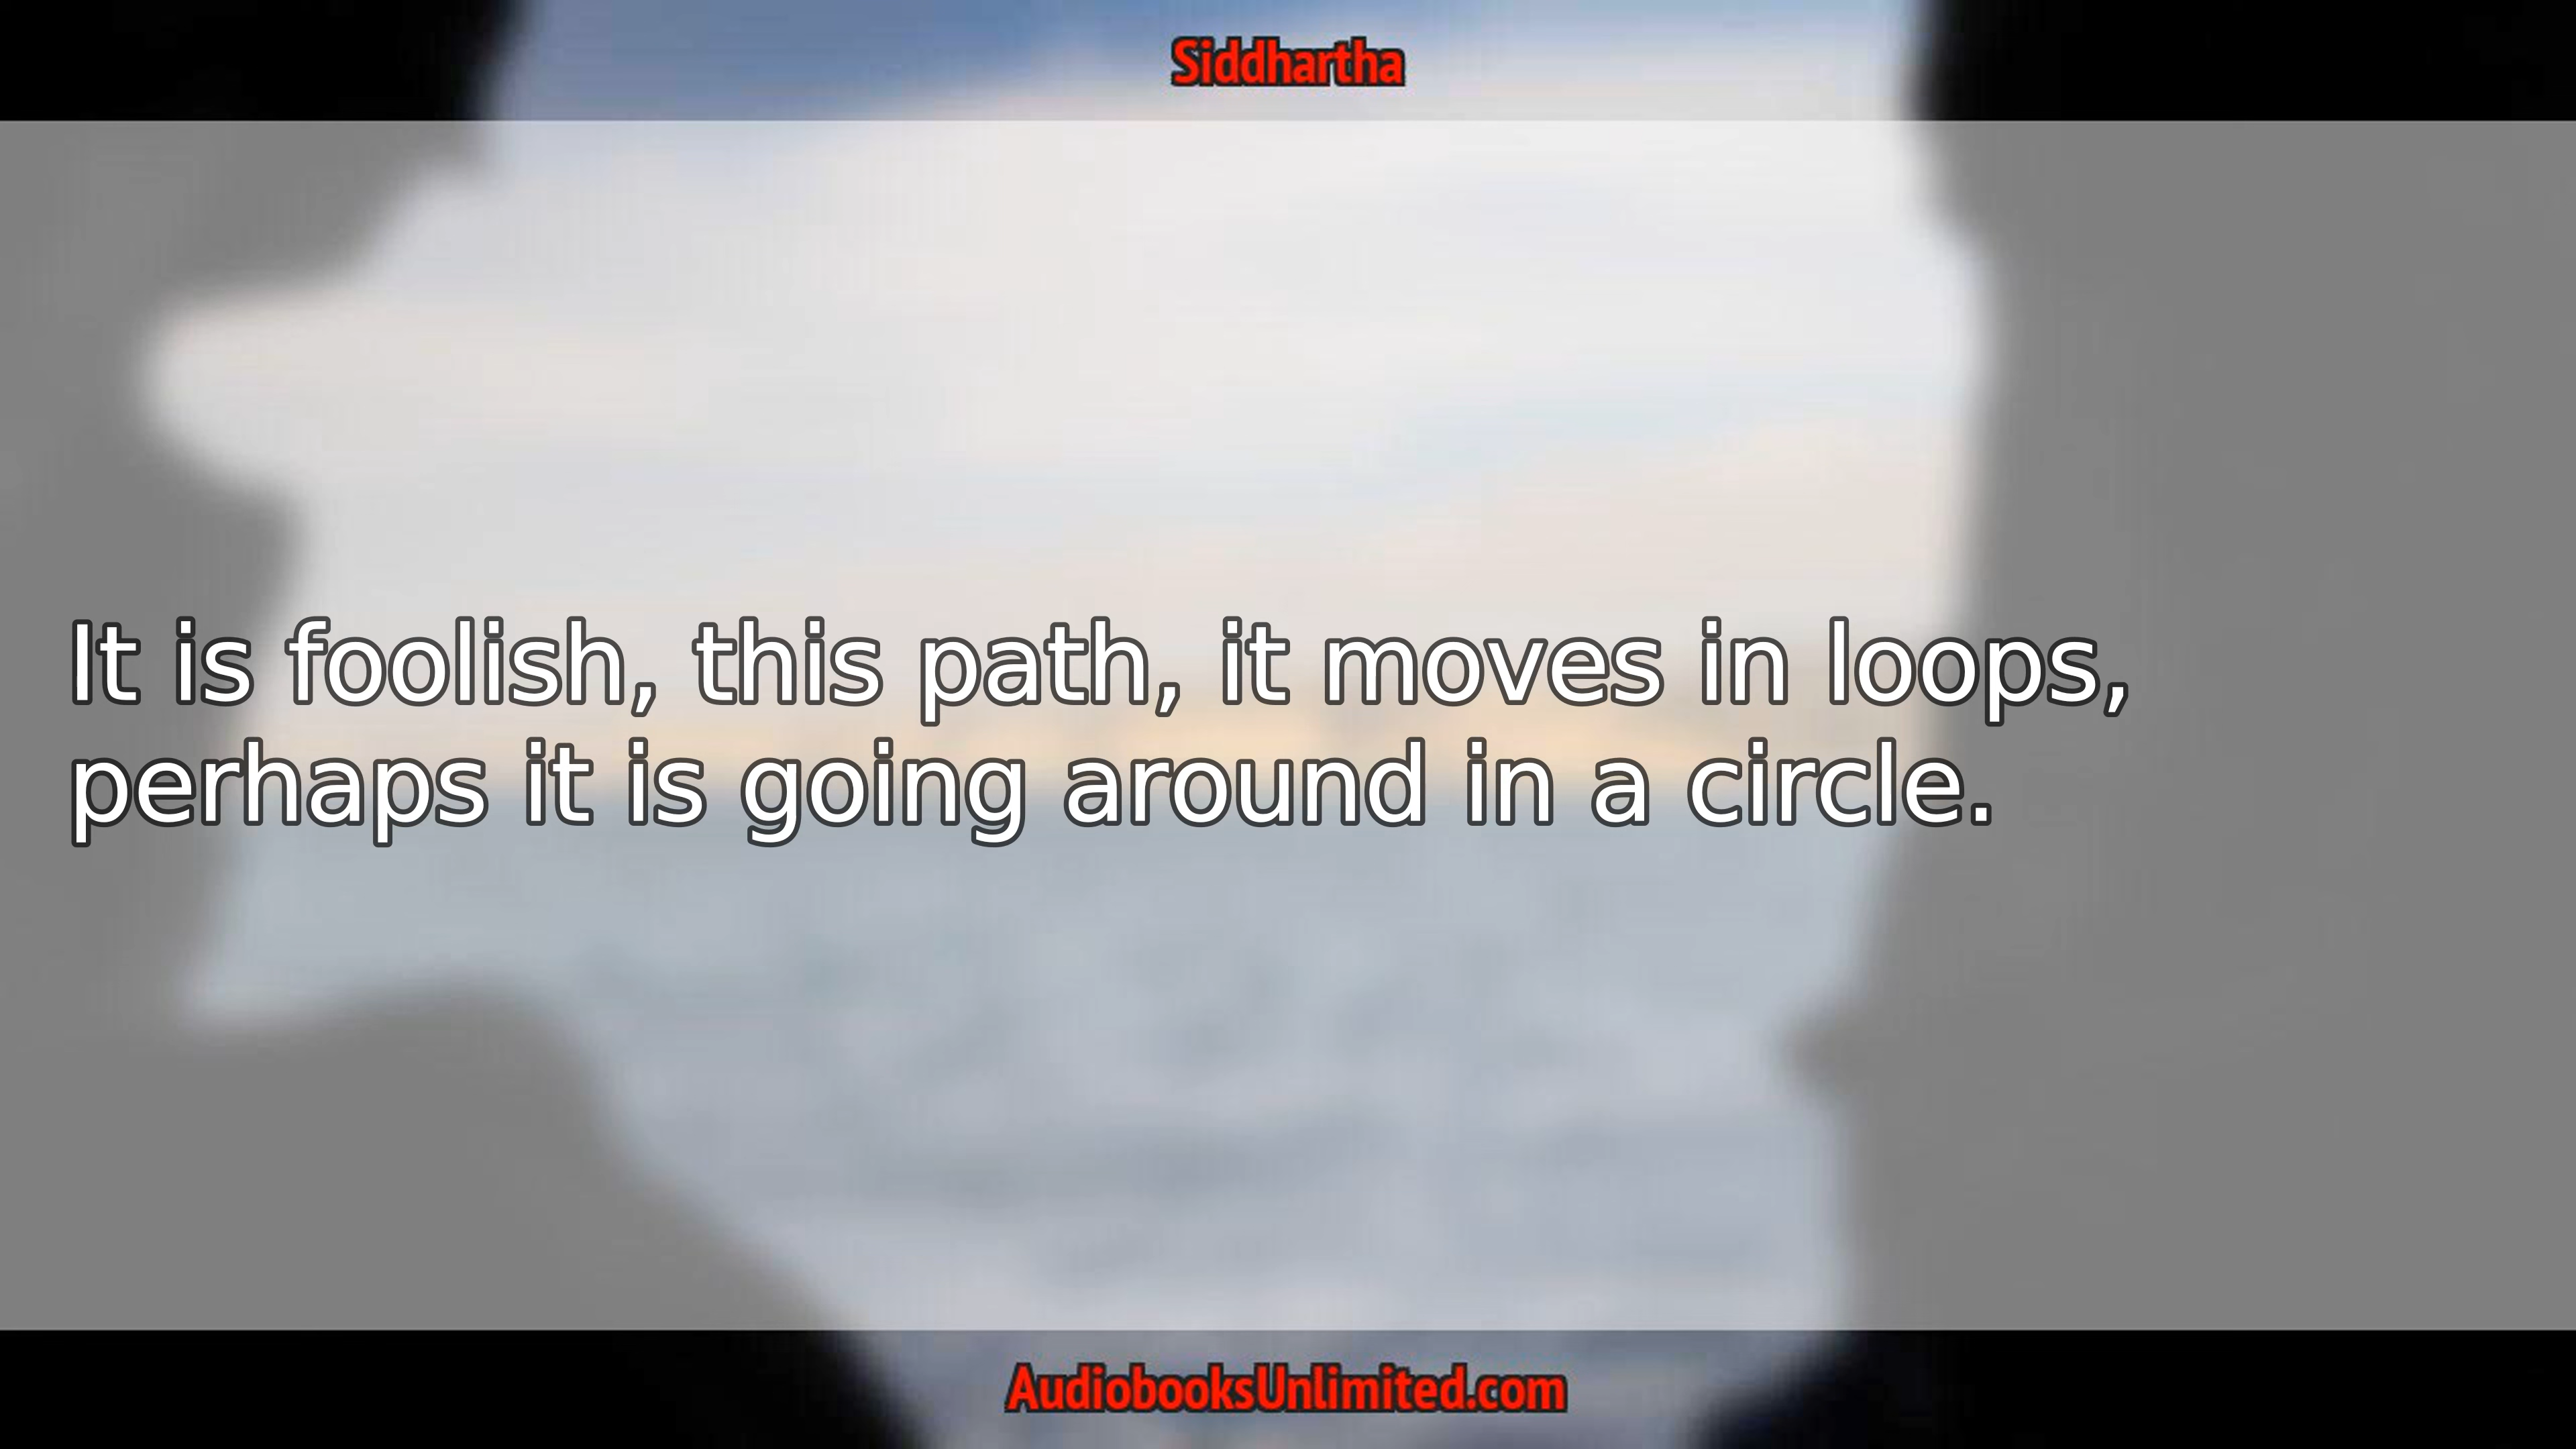 Siddhartha
It is foolish, this path, it moves in loops,
perhaps it is going around in a circle.
AudiobooksUnlimited.com